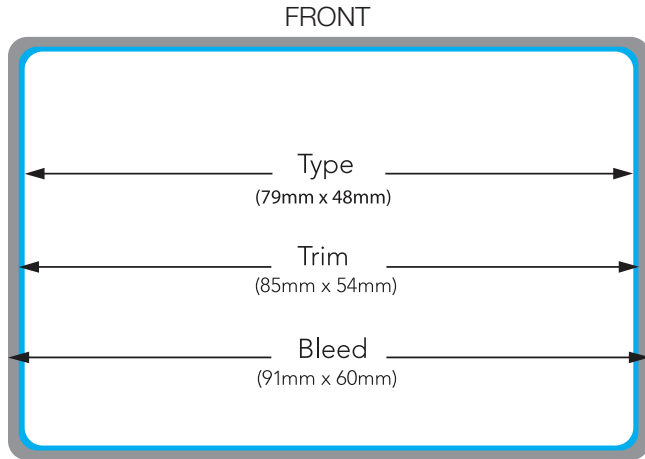 FRONT
Type
(79mm x 48mm)
Trim
(85mm x 54mm)
Bleed
(91mm x 60mm)